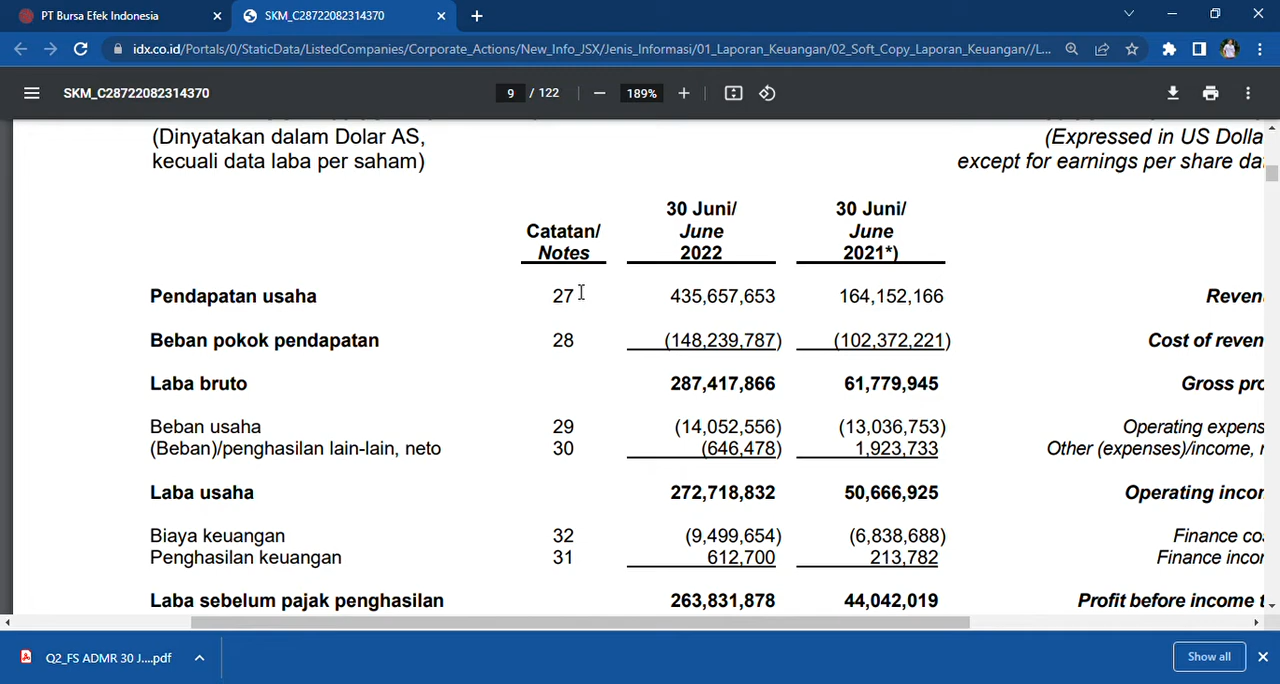 PT Bursa Efek Indonesia
SKM_C28722082314370
idx.co.id/Portals/0/StaticData/ListedCompanies/Corporate_Actions/New_Info_JSX/Jenis_Informasi/01_Laporan_Keuangan/02_Soft_Copy_Laporan_Keuangan//L...
SKM_C28722082314370
9 / 122
189%
(Dinyatakan dalam Dolar AS,
(Expressed in US Dolla
kecuali data laba per saham)
except for earnings per share da
30 Juni/ 30 Juni/
Catatan/ June June
Notes 2022 2021*)
Pendapatan usaha 27 435,657,653 164,152,166 Reven
Beban pokok pendapatan 28 (148,239,787) (102,372,221) Cost of reven
Laba bruto 287,417,866 61,779,945 Gross pro
Beban usaha 29 (14,052,556) (13,036,753) Operating expens
(Beban)/penghasilan lain-lain, neto 30 (646,478) 1,923,733 Other (expenses)/income, n
Laba usaha 272,718,832 50,666,925 Operating incom
Biaya keuangan 32 (9,499,654) (6,838,688) Finance co
Penghasilan keuangan 31 612,700 213,782 Finance incom
Laba sebelum pajak penghasilan 263,831,878 44,042,019 Profit before income t
Q2_FS ADMR 30 J....pdf
Show all